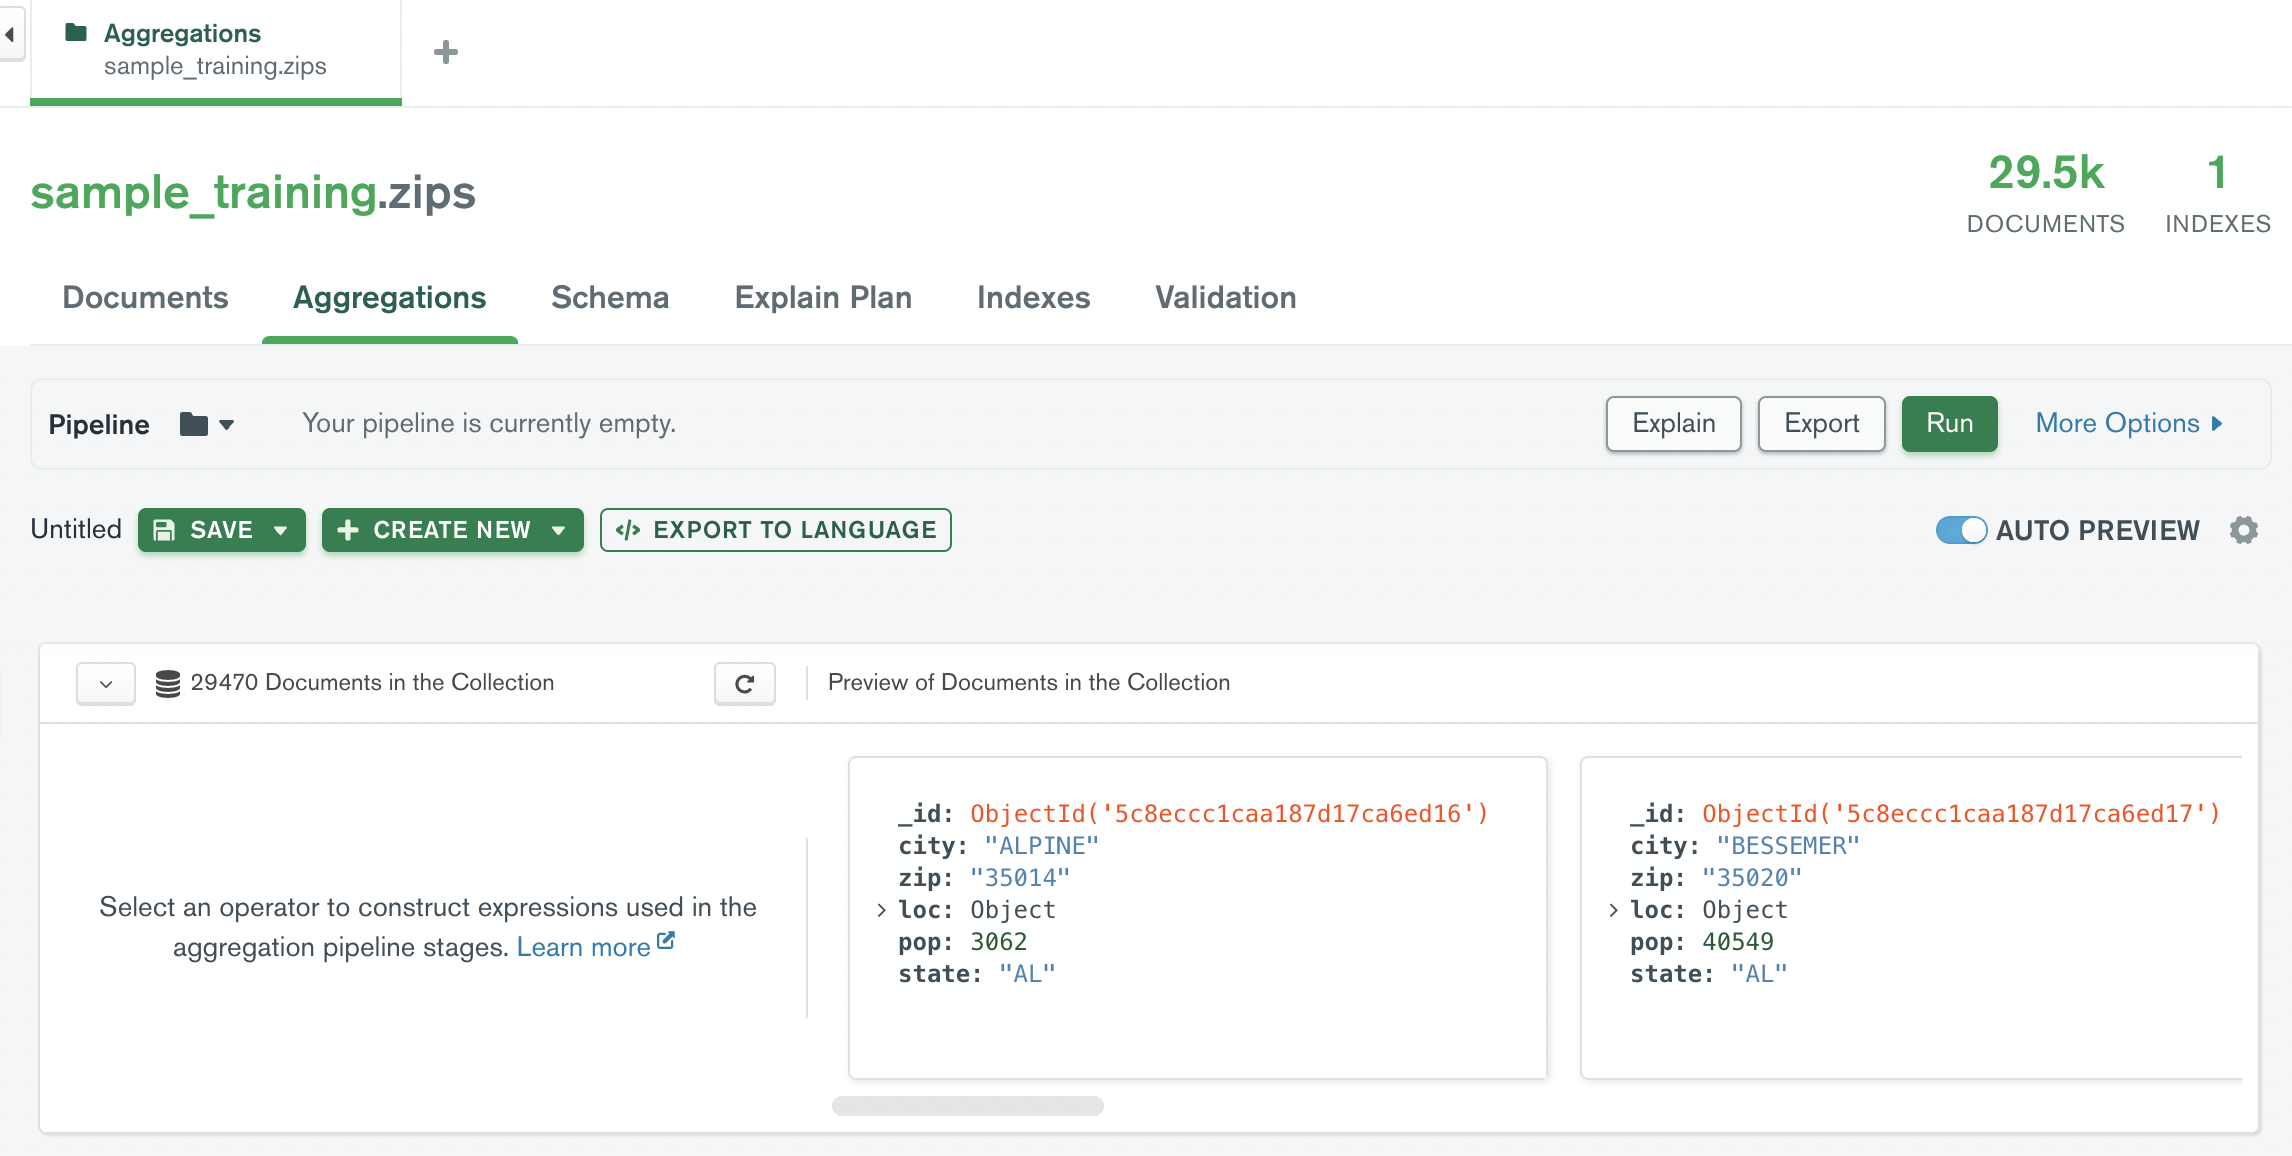 Aggregations
sample_training.zips
sample_training.zips
29.5k
DOCUMENTS
1
INDEXES
Documents
Aggregations
Schema
Explain Plan
Indexes
Validation
Pipeline
Your pipeline is currently empty.
Explain
Export
Run
More Options
Untitled
SAVE
CREATE NEW
</> EXPORT TO LANGUAGE
AUTO PREVIEW
29470 Documents in the Collection
Preview of Documents in the Collection
Select an operator to construct expressions used in the
aggregation pipeline stages. Learn more
_id: ObjectId('5c8eccc1caa187d17ca6ed16')
city: "ALPINE"
zip: "35014"
> loc: Object
pop: 3062
state: "AL"
_id: ObjectId('5c8eccc1caa187d17ca6ed17')
city: "BESSEMER"
zip: "35020"
> loc: Object
pop: 40549
state: "AL"